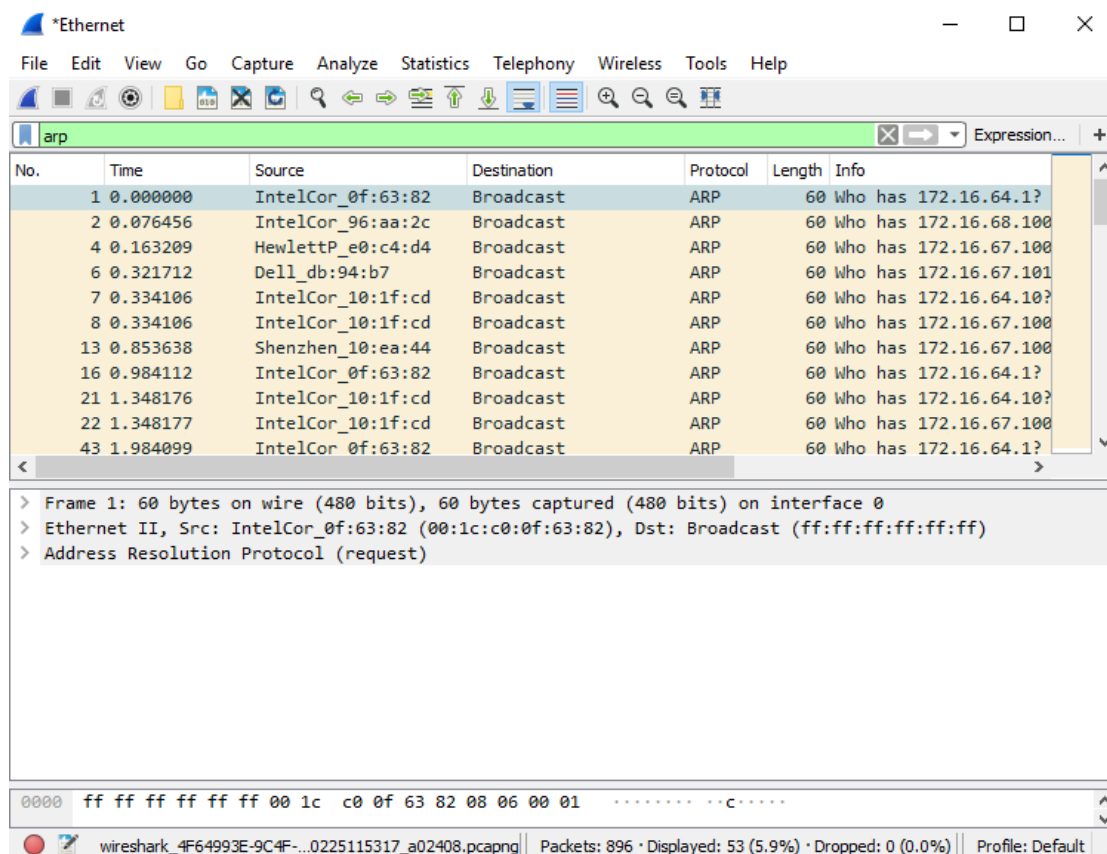 *Ethernet
File Edit View Go Capture Analyze Statistics Telephony Wireless Tools Help
arp Expression... +
No. Time Source Destination Protocol Length Info
1 0.000000 IntelCor_0f:63:82 Broadcast ARP 60 Who has 172.16.64.1?
2 0.076456 IntelCor_96:aa:2c Broadcast ARP 60 Who has 172.16.68.100
4 0.163209 HewlettP_e0:c4:d4 Broadcast ARP 60 Who has 172.16.67.100
6 0.321712 Dell_db:94:b7 Broadcast ARP 60 Who has 172.16.67.101
7 0.334106 IntelCor_10:1f:cd Broadcast ARP 60 Who has 172.16.64.10?
8 0.334106 IntelCor_10:1f:cd Broadcast ARP 60 Who has 172.16.67.100
13 0.853638 Shenzhen_10:ea:44 Broadcast ARP 60 Who has 172.16.67.100
16 0.984112 IntelCor_0f:63:82 Broadcast ARP 60 Who has 172.16.64.1?
21 1.348176 IntelCor_10:1f:cd Broadcast ARP 60 Who has 172.16.64.10?
22 1.348177 IntelCor_10:1f:cd Broadcast ARP 60 Who has 172.16.67.100
43 1.984099 IntelCor_0f:63:82 Broadcast ARP 60 Who has 172.16.64.1?
> Frame 1: 60 bytes on wire (480 bits), 60 bytes captured (480 bits) on interface 0
> Ethernet II, Src: IntelCor_0f:63:82 (00:1c:c0:0f:63:82), Dst: Broadcast (ff:ff:ff:ff:ff:ff)
> Address Resolution Protocol (request)
0000 ff ff ff ff ff ff 00 1c c0 0f 63 82 08 06 00 01 ········ ··c·····
wireshark_4F64993E-9C4F-...0225115317_a02408.pcapng Packets: 896 · Displayed: 53 (5.9%) · Dropped: 0 (0.0%) Profile: Default